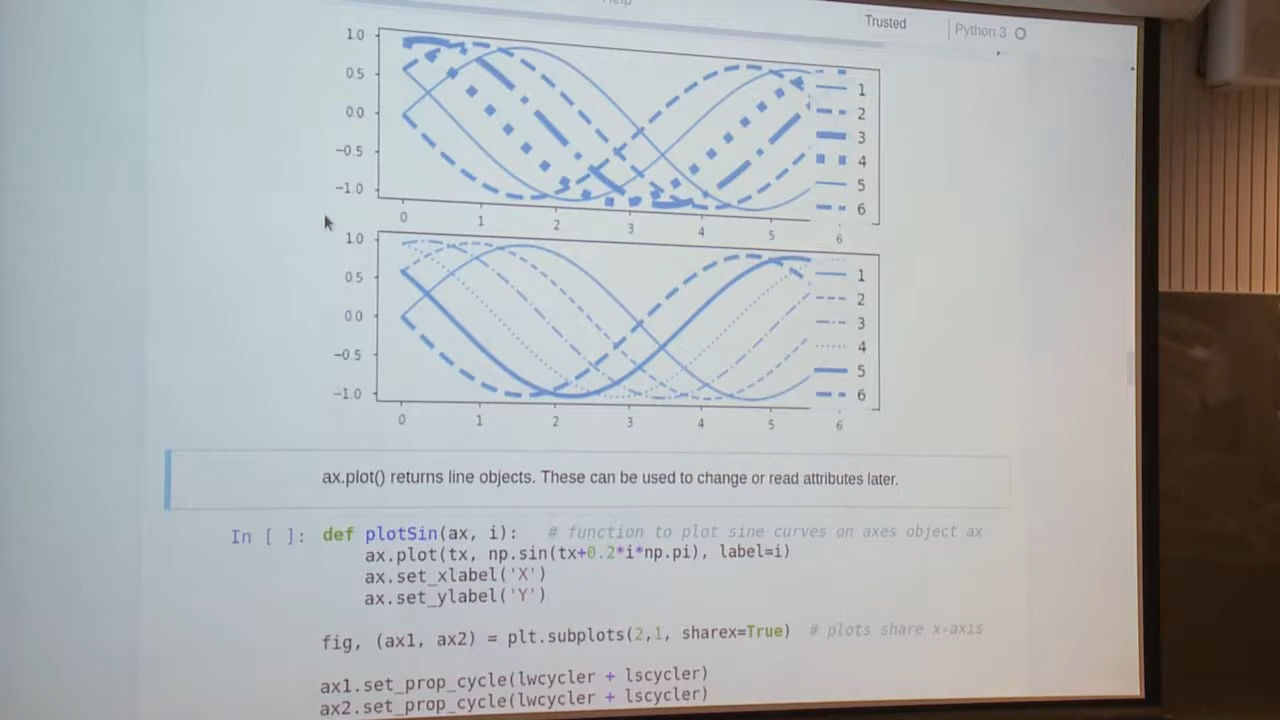 Help
Trusted
Python 3
1.0
0.5
0.0
−0.5
−1.0
0 1 2 3 4 5 6
1
2
3
4
5
6
1.0
0.5
0.0
−0.5
−1.0
0 1 2 3 4 5 6
1
2
3
4
5
6
ax.plot() returns line objects. These can be used to change or read attributes later.
In [ ]: def plotSin(ax, i): # function to plot sine curves on axes object ax
ax.plot(tx, np.sin(tx+0.2*i*np.pi), label=i)
ax.set_xlabel('X')
ax.set_ylabel('Y')
fig, (ax1, ax2) = plt.subplots(2,1, sharex=True) # plots share x-axis
ax1.set_prop_cycle(lwcycler + lscycler)
ax2.set_prop_cycle(lwcycler + lscycler)